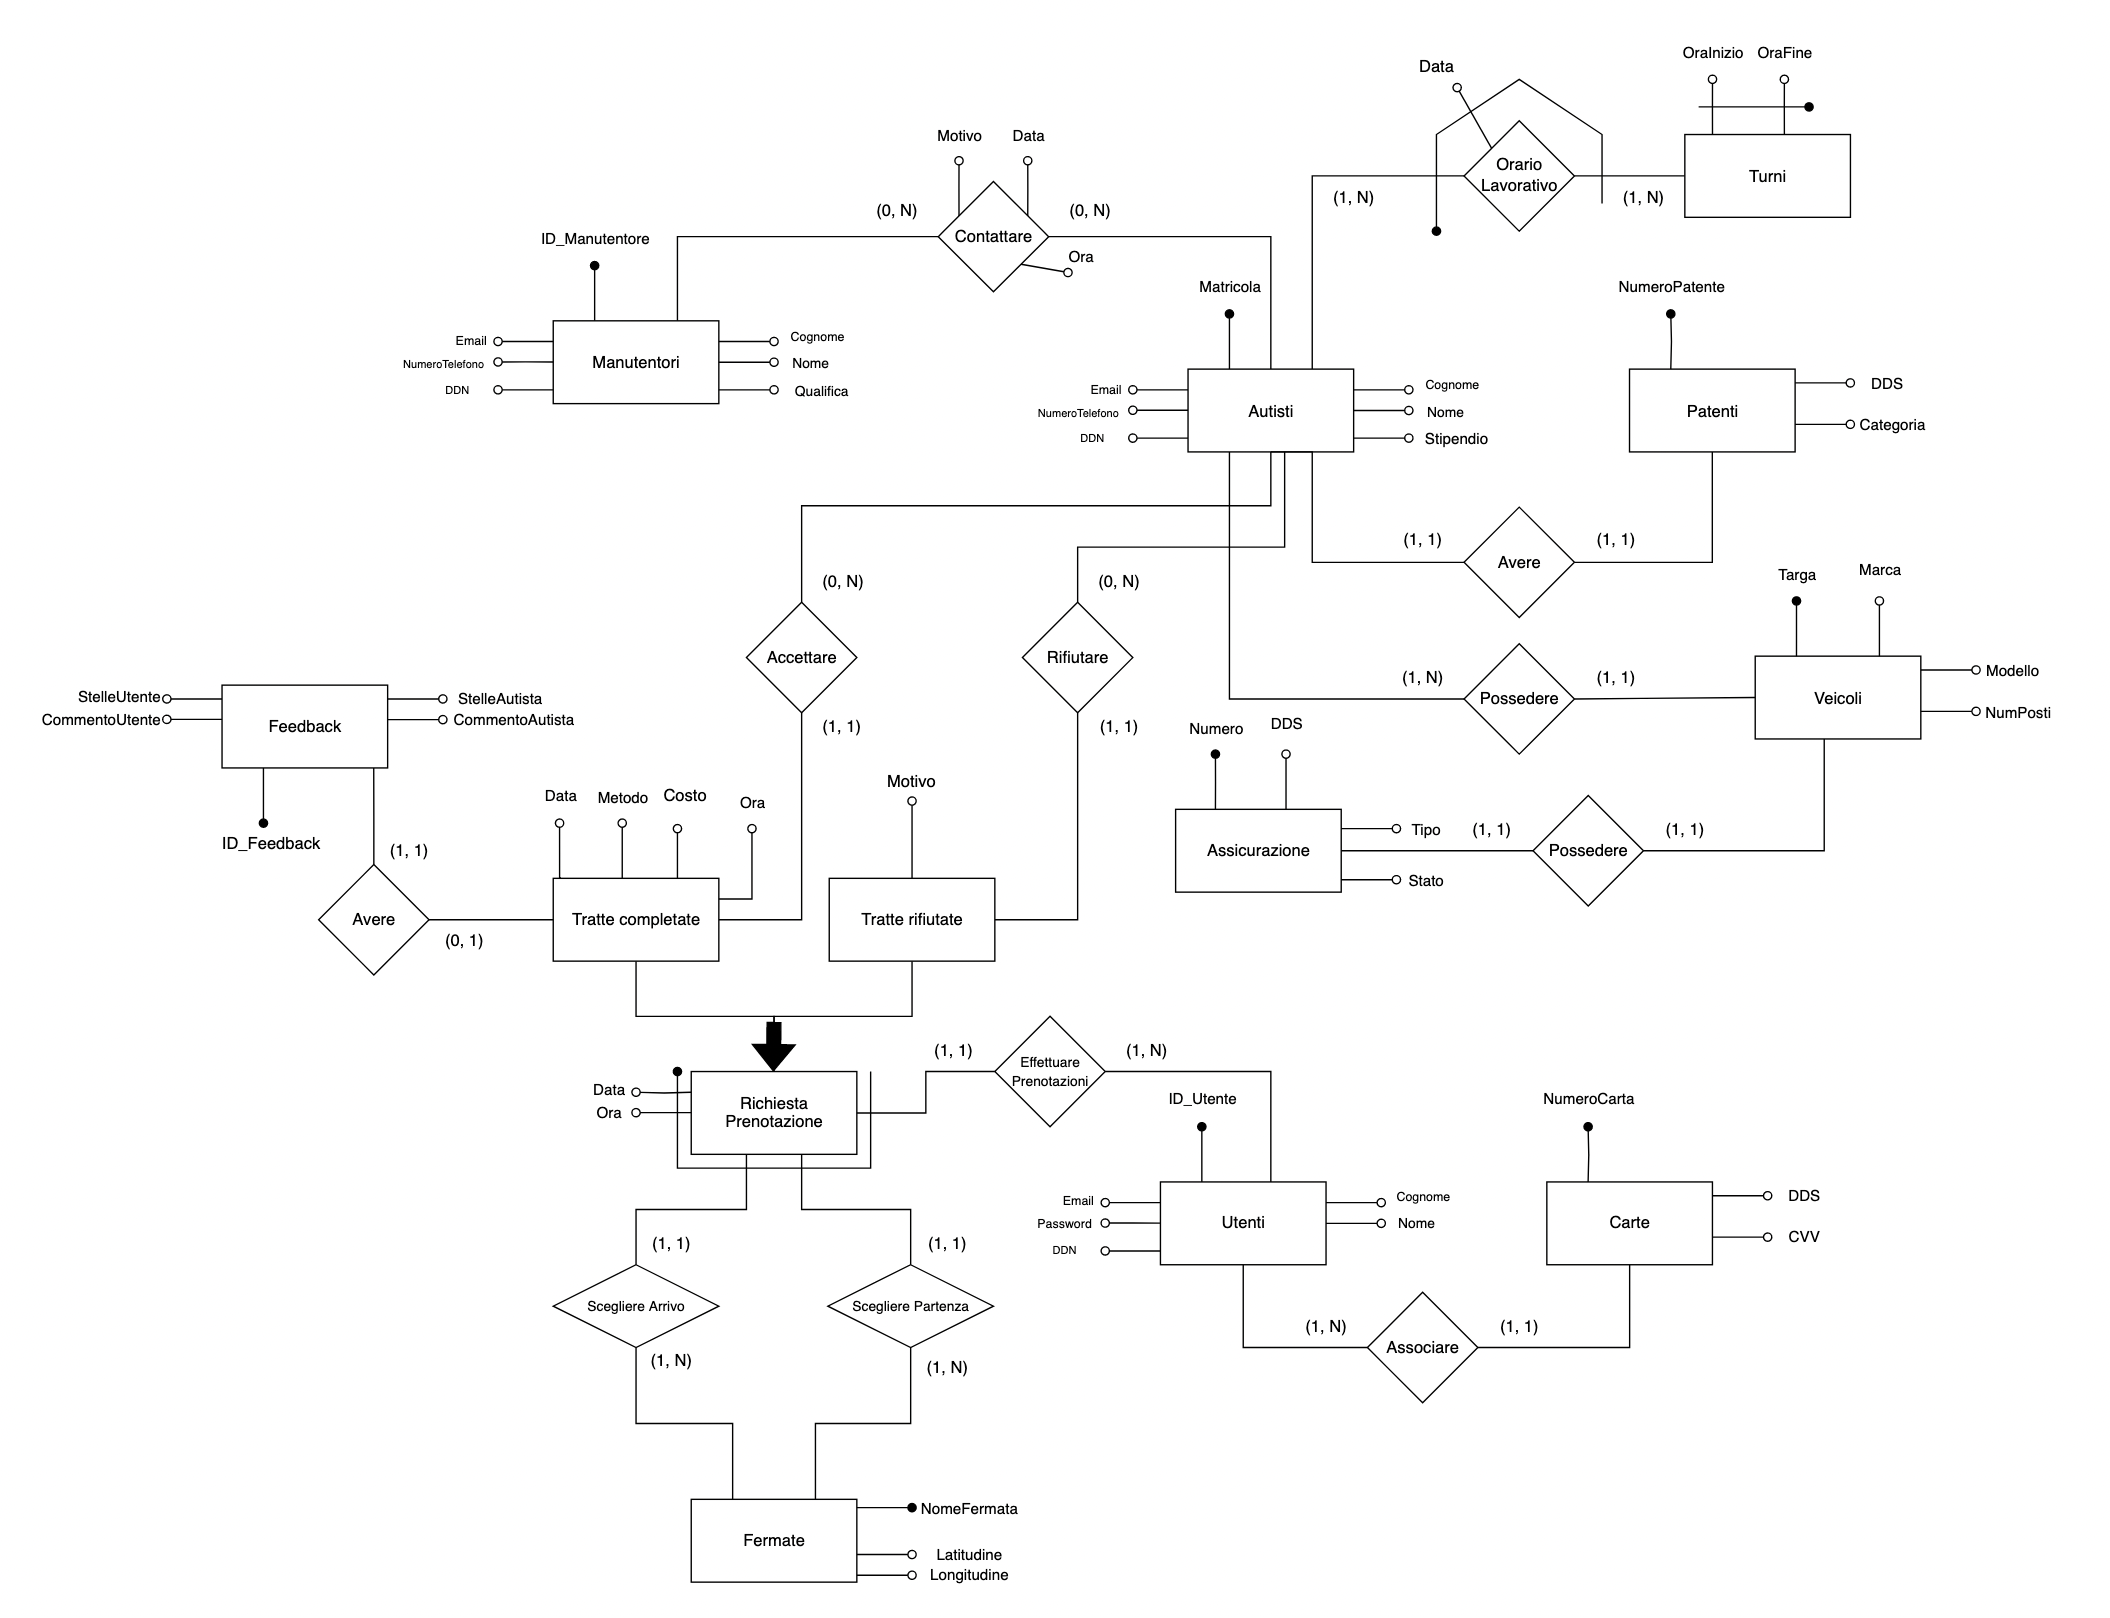 OraInizio OraFine
Data
Motivo Data
Orario
Lavorativo
Turni
(1, N) (1, N)
(0, N) (0, N)
Contattare
ID_Manutentore
Ora
Matricola
NumeroPatente
Email
NumeroTelefono
DDN
Manutentori
Cognome
Nome
Qualifica
Email
NumeroTelefono
DDN
Autisti
Cognome
Nome
Stipendio
Patenti
DDS
Categoria
(1, 1) (1, 1)
Avere
(0, N) (0, N)
Targa Marca
Accettare
Rifiutare
(1, N) (1, 1)
Possedere
Veicoli
Modello
NumPosti
StelleUtente
CommentoUtente
Feedback
StelleAutista
CommentoAutista
(1, 1) (1, 1)
Numero DDS
ID_Feedback
Data Metodo Costo Ora
Motivo
Assicurazione
Tipo
Stato
(1, 1) (1, 1)
Possedere
(1, 1)
Avere
(0, 1)
Tratte completate
Tratte rifiutate
(1, 1) (1, N)
Effettuare
Prenotazioni
Data
Ora
Richiesta
Prenotazione
ID_Utente
NumeroCarta
Email
Password
DDN
Utenti
Cognome
Nome
Carte
DDS
CVV
(1, 1) (1, 1)
Scegliere Arrivo
Scegliere Partenza
(1, N) (1, N)
(1, N) (1, 1)
Associare
Fermate
NomeFermata
Latitudine
Longitudine